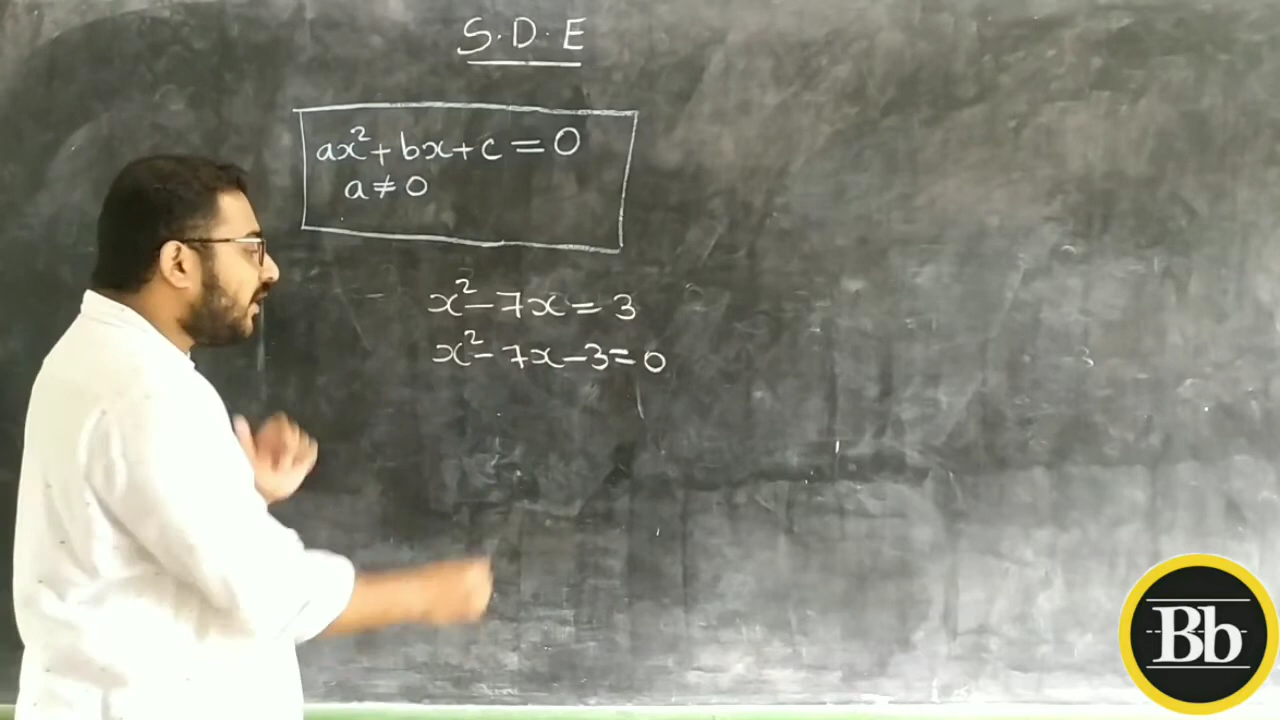 S.D.E
ax²+bx+c=0
a≠0
x²-7x=3
x²-7x-3=0
Bb